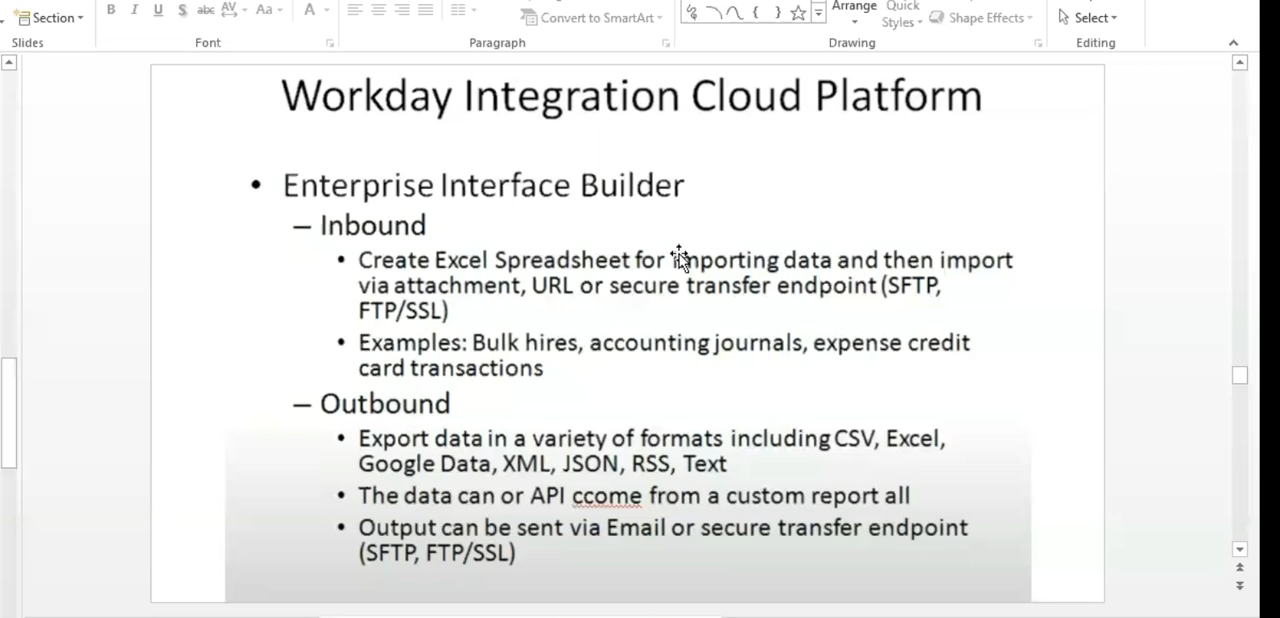 Section
B I U S abc AV Aa A
Convert to SmartArt
Arrange
Quick
Styles
Shape Effects
Select
Slides
Font
Paragraph
Drawing
Editing
Workday Integration Cloud Platform
• Enterprise Interface Builder
– Inbound
• Create Excel Spreadsheet for importing data and then import
via attachment, URL or secure transfer endpoint (SFTP,
FTP/SSL)
• Examples: Bulk hires, accounting journals, expense credit
card transactions
– Outbound
• Export data in a variety of formats including CSV, Excel,
Google Data, XML, JSON, RSS, Text
• The data can or API ccome from a custom report all
• Output can be sent via Email or secure transfer endpoint
(SFTP, FTP/SSL)